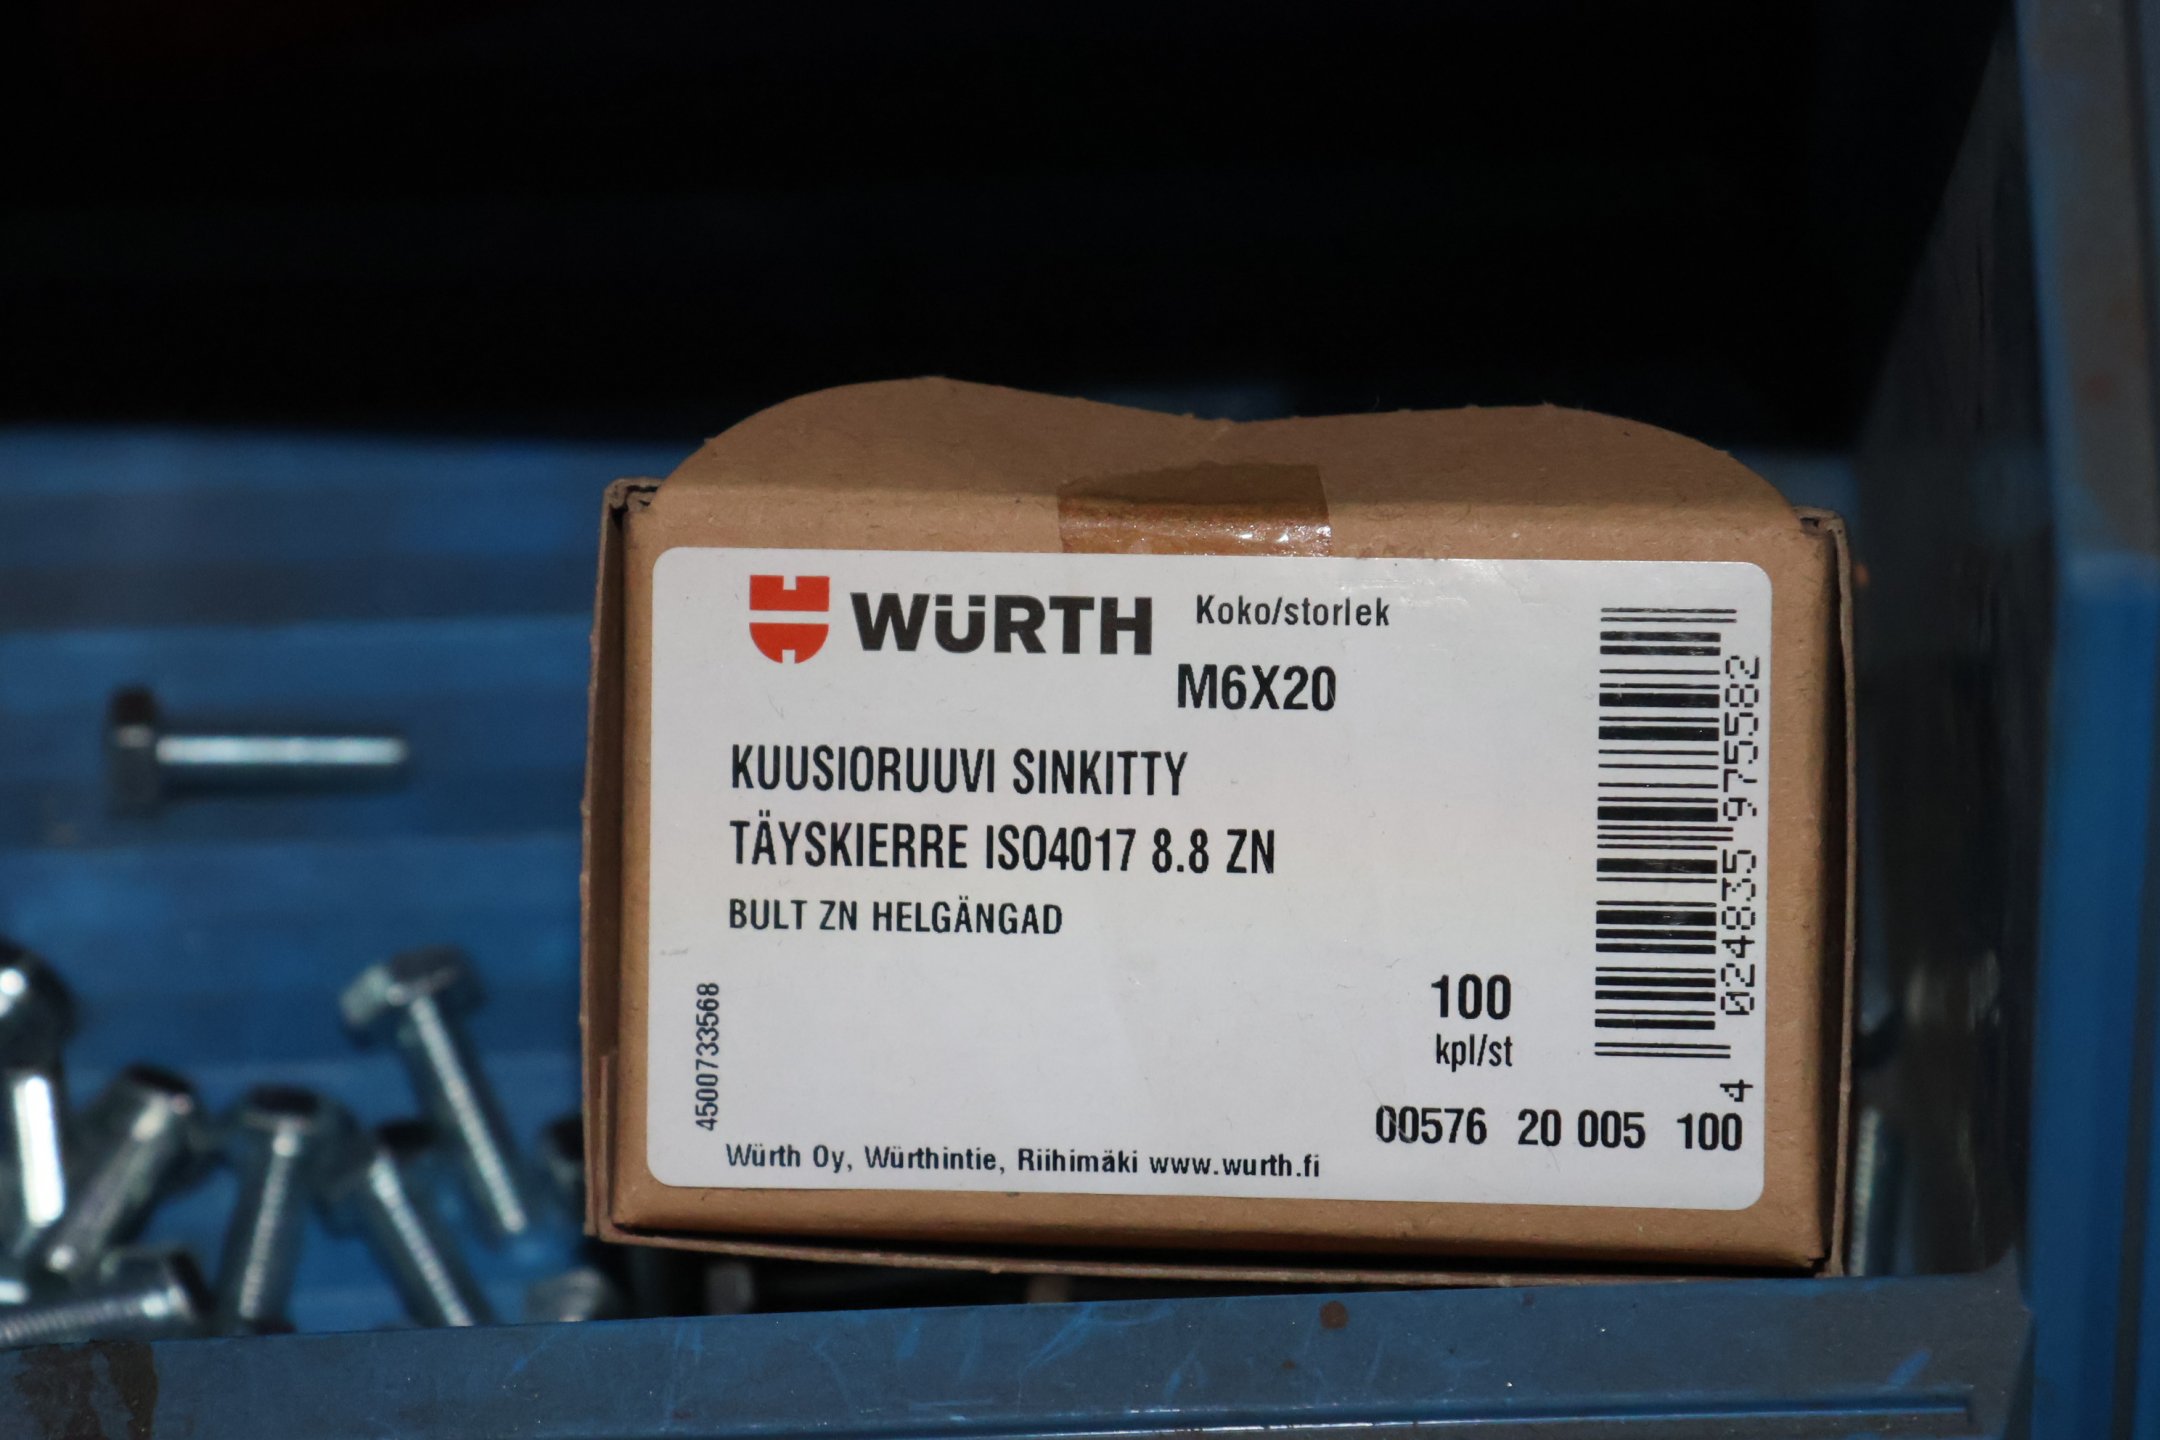 WÜRTH
Koko/storlek
M6X20
KUUSIORUUVI SINKITTY
TÄYSKIERRE ISO4017 8.8 ZN
BULT ZN HELGÄNGAD
100
kpl/st
4 024835 975582
4500733568
00576 20 005 100
Würth Oy, Würthintie, Riihimäki www.wurth.fi